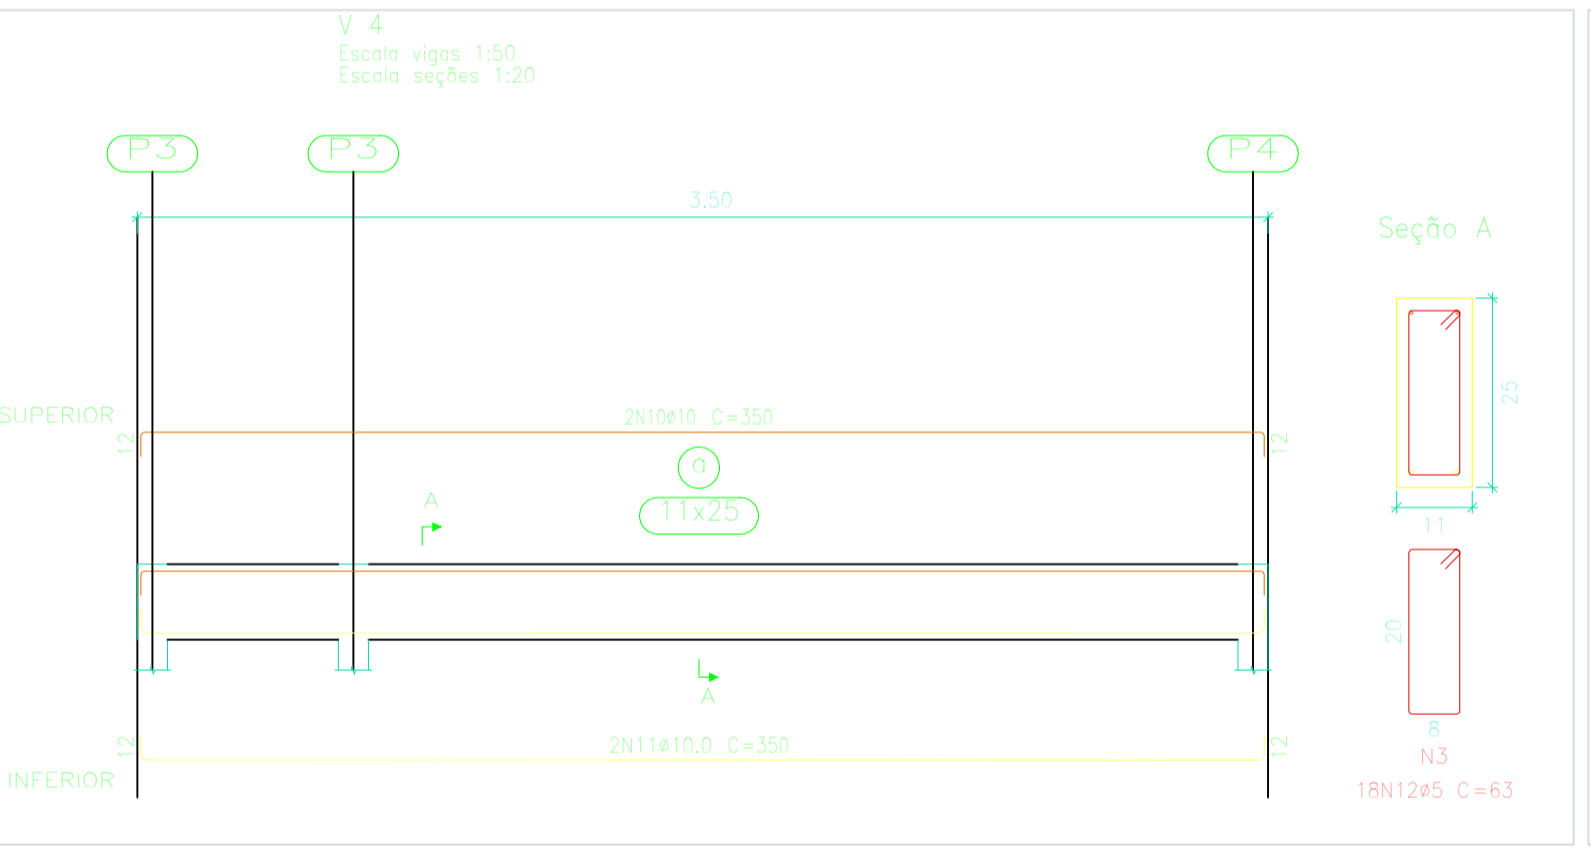 V 4
Escala vigas 1:50
Escala seções 1:20
P3
P3
P4
3.50
Seção A
SUPERIOR
12
2N10ø10 C=350
12
25
a
11x25
A
11
20
A
8
12
2N11ø10.0 C=350
12
N3
INFERIOR
18N12ø5 C=63